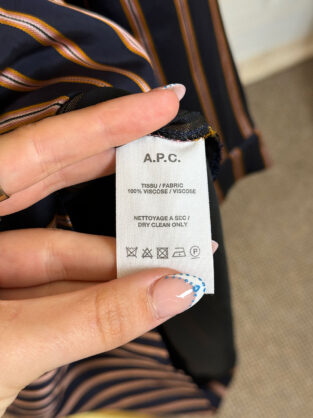 A.P.C.
TISSU / FABRIC
100% VISCOSE / VISCOSE
NETTOYAGE A SEC /
DRY CLEAN ONLY